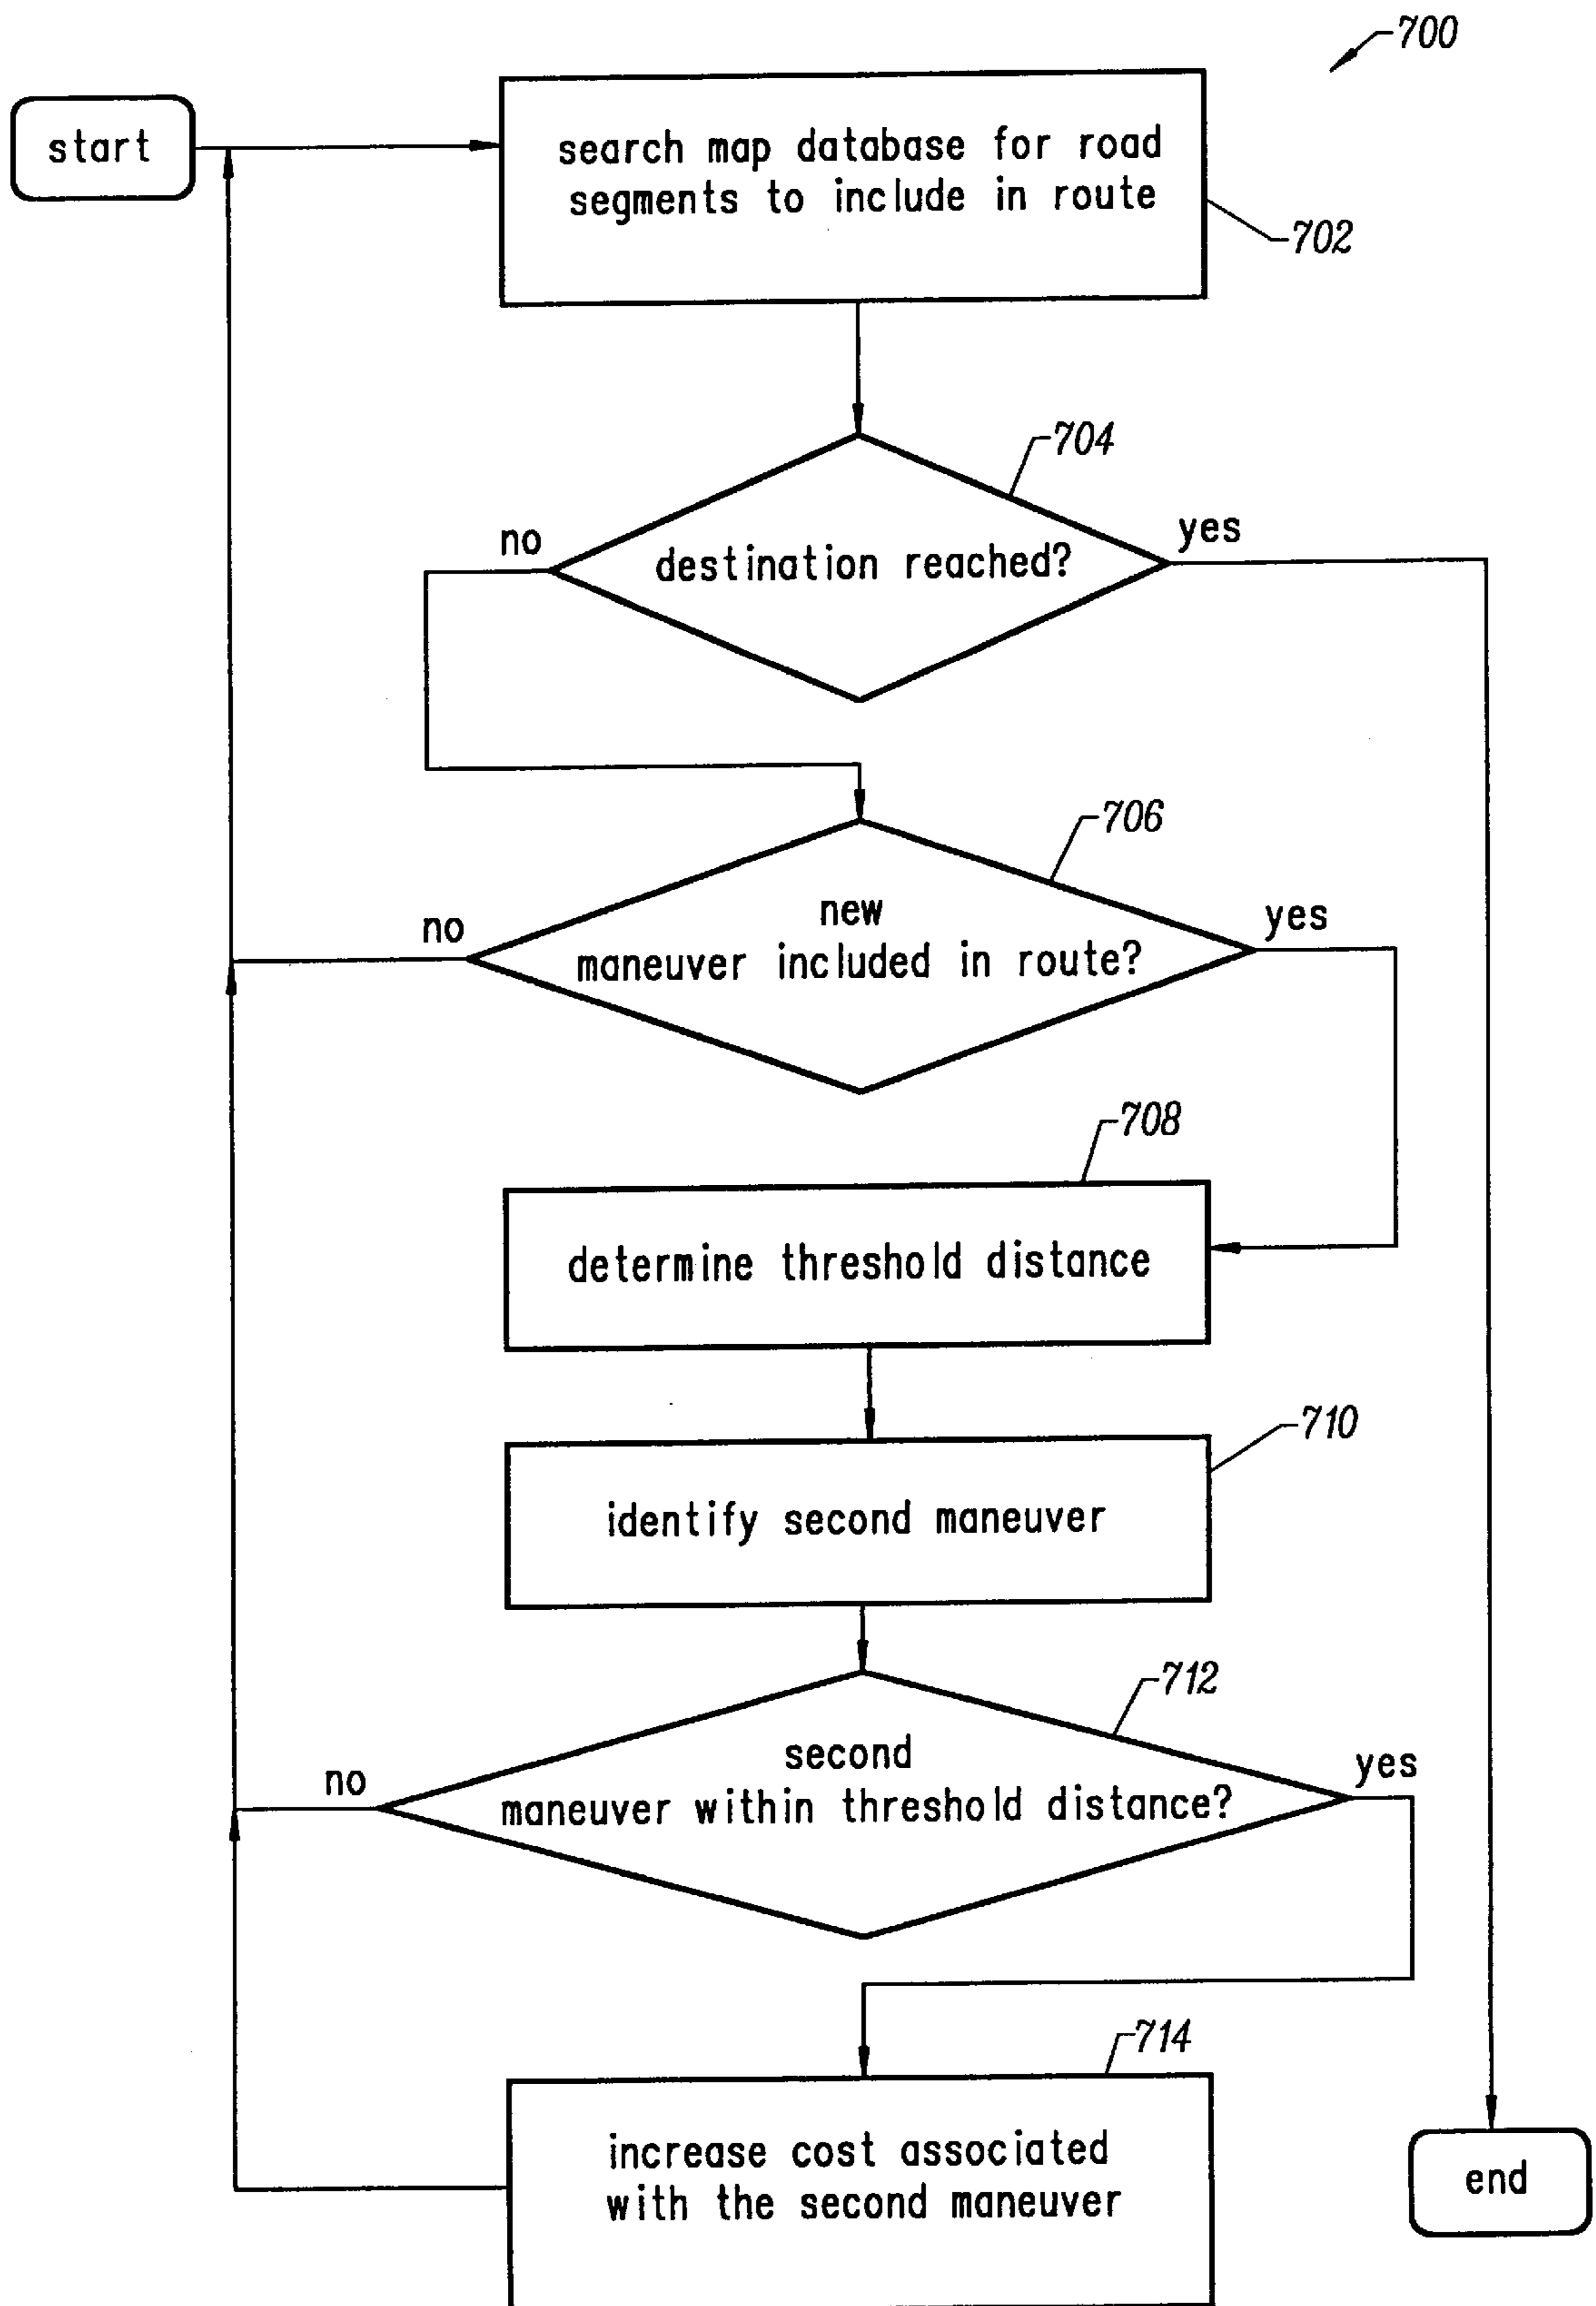 700
start
search map database for road
segments to include in route
702
704
no
yes
destination reached?
706
no
yes
new
maneuver included in route?
708
determine threshold distance
710
identify second maneuver
712
no
yes
second
maneuver within threshold distance?
714
increase cost associated
with the second maneuver
end